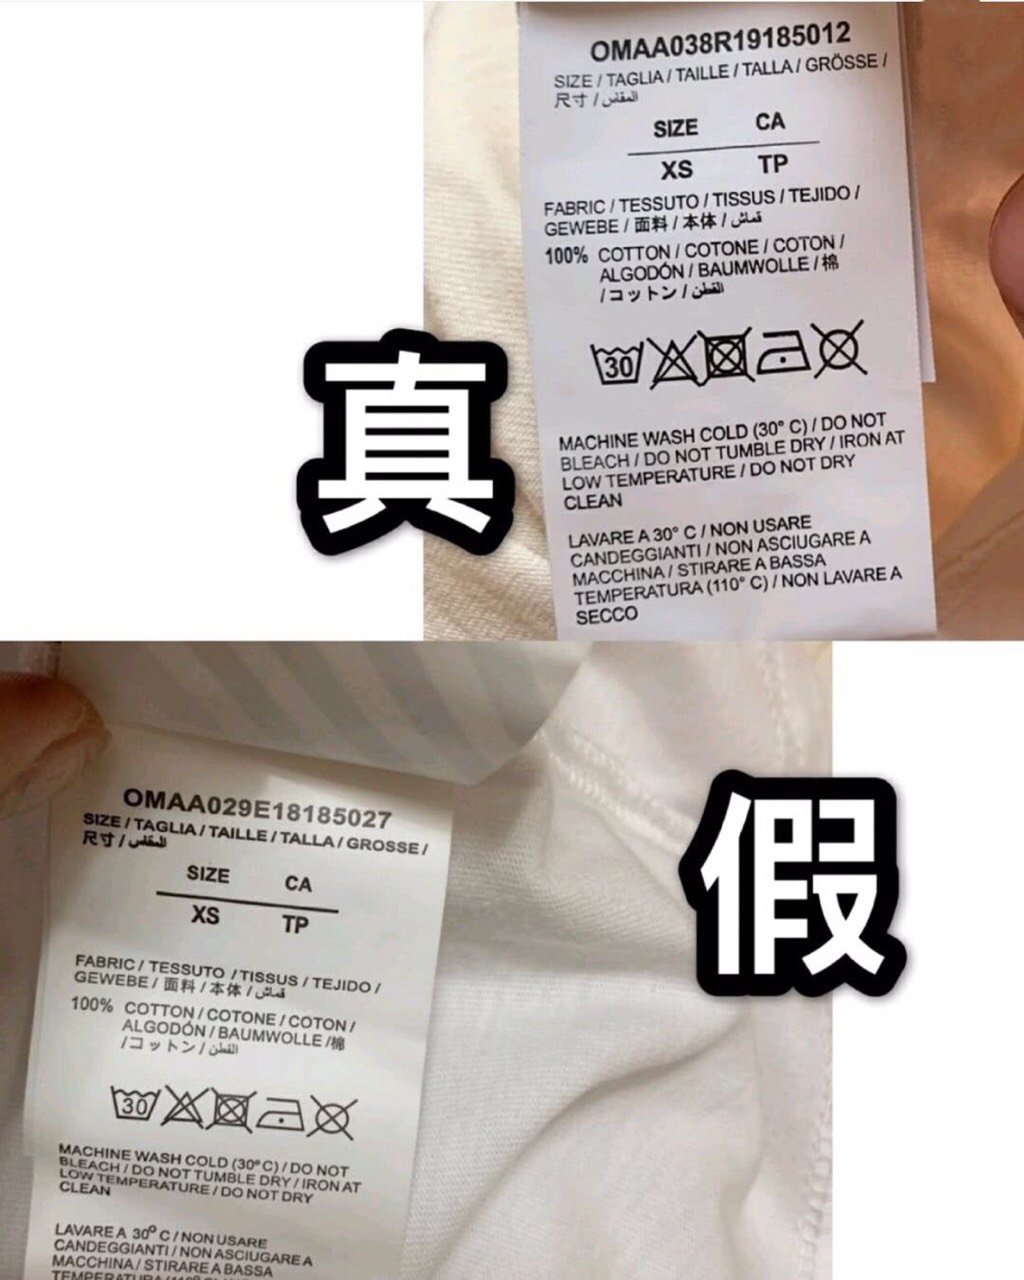 OMAA038R19185012
SIZE / TAGLIA / TAILLE / TALLA / GRÖSSE /
尺寸 / المقاس
SIZE CA
XS TP
FABRIC / TESSUTO / TISSUS / TEJIDO /
GEWEBE / 面料 / 本体 / قماش
100% COTTON / COTONE / COTON /
ALGODÓN / BAUMWOLLE / 棉
/ コットン / القطن
30
MACHINE WASH COLD (30° C) / DO NOT
BLEACH / DO NOT TUMBLE DRY / IRON AT
LOW TEMPERATURE / DO NOT DRY
CLEAN
LAVARE A 30° C / NON USARE
CANDEGGIANTI / NON ASCIUGARE A
MACCHINA / STIRARE A BASSA
TEMPERATURA (110° C) / NON LAVARE A
SECCO
真
OMAA029E18185027
SIZE / TAGLIA / TAILLE / TALLA / GROSSE /
尺寸 / المقاس
SIZE CA
XS TP
FABRIC / TESSUTO / TISSUS / TEJIDO /
GEWEBE / 面料 / 本体 / قماش
100% COTTON / COTONE / COTON /
ALGODÓN / BAUMWOLLE / 棉
/ コットン / القطن
30
MACHINE WASH COLD (30° C) / DO NOT
BLEACH / DO NOT TUMBLE DRY / IRON AT
LOW TEMPERATURE / DO NOT DRY
CLEAN
LAVARE A 30° C / NON USARE
CANDEGGIANTI / NON ASCIUGARE A
MACCHINA / STIRARE A BASSA
假